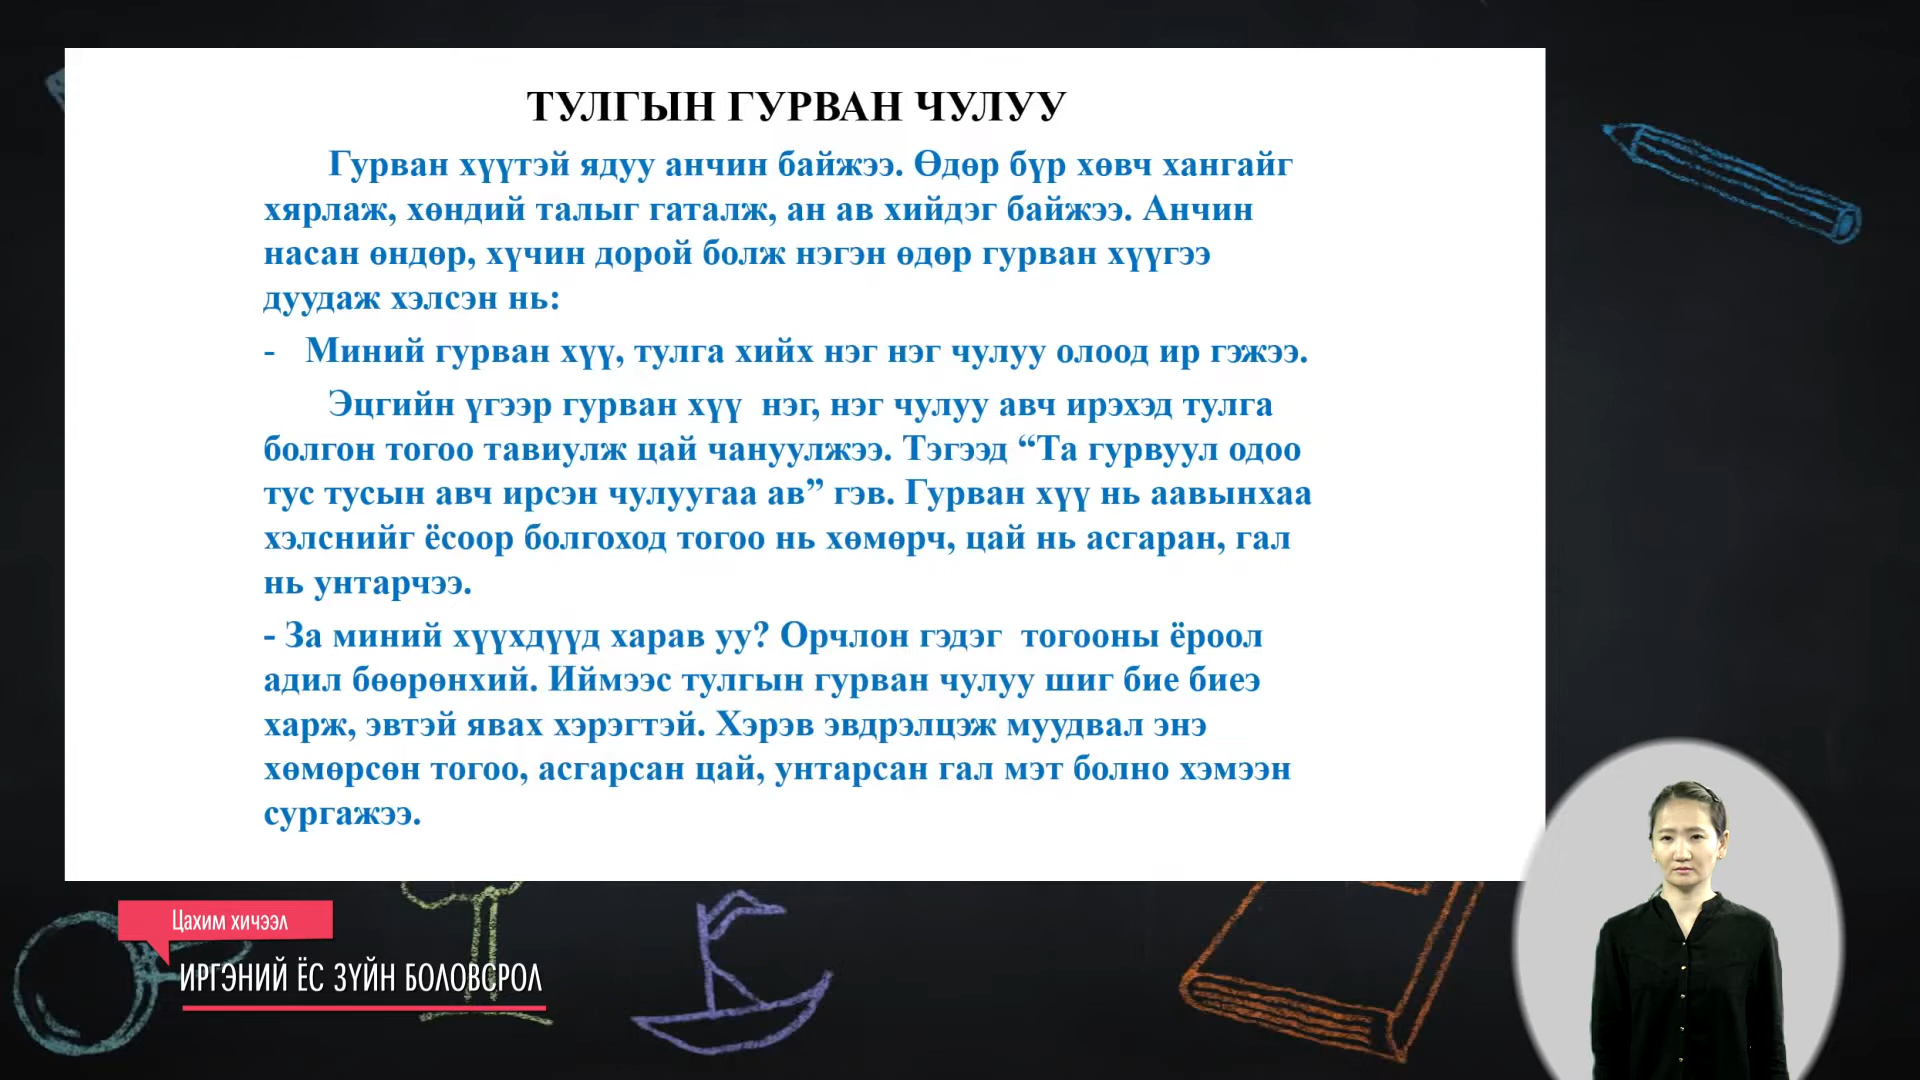 ТУЛГЫН ГУРВАН ЧУЛУУ
Гурван хүүтэй ядуу анчин байжээ. Өдөр бүр хөвч хангайг
хярлаж, хөндий талыг гаталж, ан ав хийдэг байжээ. Анчин
насан өндөр, хүчин дорой болж нэгэн өдөр гурван хүүгээ
дуудаж хэлсэн нь:
- Миний гурван хүү, тулга хийх нэг нэг чулуу олоод ир гэжээ.
Эцгийн үгээр гурван хүү нэг, нэг чулуу авч ирэхэд тулга
болгон тогоо тавиулж цай чануулжээ. Тэгээд “Та гурвуул одоо
тус тусын авч ирсэн чулуугаа ав” гэв. Гурван хүү нь аавынхаа
хэлснийг ёсоор болгоход тогоо нь хөмөрч, цай нь асгаран, гал
нь унтарчээ.
- За миний хүүхдүүд харав уу? Орчлон гэдэг тогооны ёроол
адил бөөрөнхий. Иймээс тулгын гурван чулуу шиг бие биеэ
харж, эвтэй явах хэрэгтэй. Хэрэв эвдрэлцэж муудвал энэ
хөмөрсөн тогоо, асгарсан цай, унтарсан гал мэт болно хэмээн
сургажээ.
Цахим хичээл
ИРГЭНИЙ ЁС ЗҮЙН БОЛОВСРОЛ